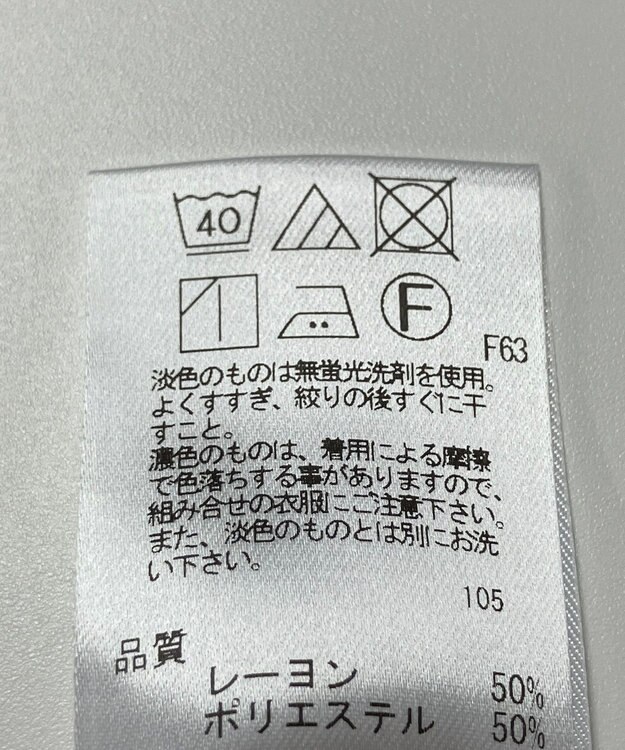 40
F
F63
淡色のものは無蛍光洗剤を使用。
よくすすぎ、絞りの後すぐに干
すこと。
濃色のものは、着用による摩擦
で色落ちする事がありますので、
組み合せの衣服にご注意下さい。
また、淡色のものとは別にお洗
い下さい。
105
品質
レーヨン 50%
ポリエステル 50%